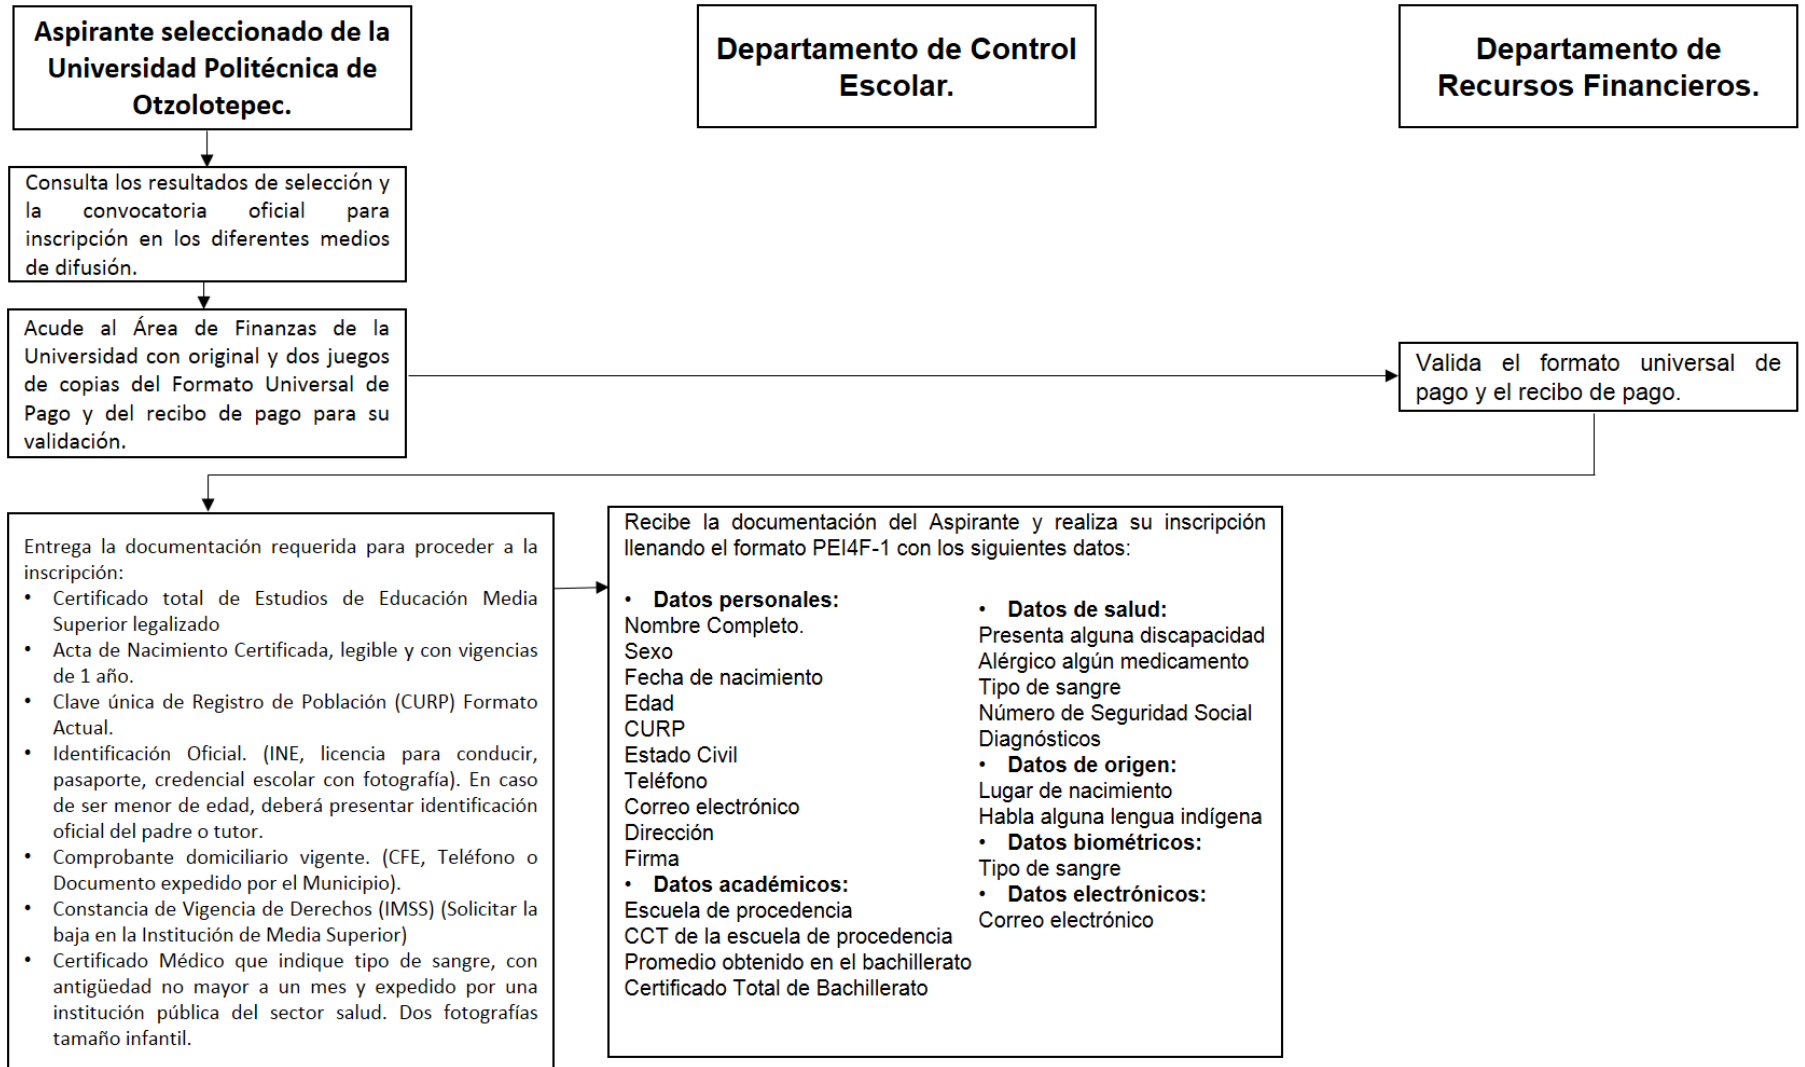 Aspirante seleccionado de la
Universidad Politécnica de
Otzolotepec.
Departamento de Control
Escolar.
Departamento de
Recursos Financieros.
Consulta los resultados de selección y
la convocatoria oficial para
inscripción en los diferentes medios
de difusión.
Acude al Área de Finanzas de la
Universidad con original y dos juegos
de copias del Formato Universal de
Pago y del recibo de pago para su
validación.
Valida el formato universal de
pago y el recibo de pago.
Entrega la documentación requerida para proceder a la
inscripción:
• Certificado total de Estudios de Educación Media
Superior legalizado
• Acta de Nacimiento Certificada, legible y con vigencias
de 1 año.
• Clave única de Registro de Población (CURP) Formato
Actual.
• Identificación Oficial. (INE, licencia para conducir,
pasaporte, credencial escolar con fotografía). En caso
de ser menor de edad, deberá presentar identificación
oficial del padre o tutor.
• Comprobante domiciliario vigente. (CFE, Teléfono o
Documento expedido por el Municipio).
• Constancia de Vigencia de Derechos (IMSS) (Solicitar la
baja en la Institución de Media Superior)
• Certificado Médico que indique tipo de sangre, con
antigüedad no mayor a un mes y expedido por una
institución pública del sector salud. Dos fotografías
tamaño infantil.
Recibe la documentación del Aspirante y realiza su inscripción
llenando el formato PEI4F-1 con los siguientes datos:
• Datos personales:
Nombre Completo.
Sexo
Fecha de nacimiento
Edad
CURP
Estado Civil
Teléfono
Correo electrónico
Dirección
Firma
• Datos académicos:
Escuela de procedencia
CCT de la escuela de procedencia
Promedio obtenido en el bachillerato
Certificado Total de Bachillerato
• Datos de salud:
Presenta alguna discapacidad
Alérgico algún medicamento
Tipo de sangre
Número de Seguridad Social
Diagnósticos
• Datos de origen:
Lugar de nacimiento
Habla alguna lengua indígena
• Datos biométricos:
Tipo de sangre
• Datos electrónicos:
Correo electrónico